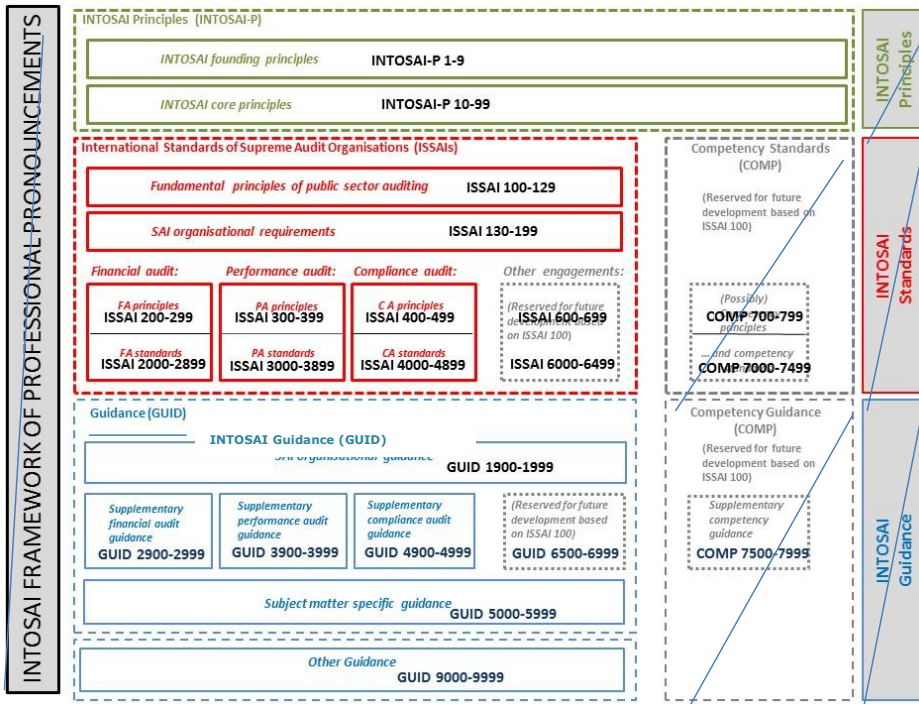 INTOSAI FRAMEWORK OF PROFESSIONAL PRONOUNCEMENTS
INTOSAI Principles (INTOSAI-P)
INTOSAI founding principles INTOSAI-P 1-9
INTOSAI core principles INTOSAI-P 10-99
INTOSAI
Principles
International Standards of Supreme Audit Organisations (ISSAIs)
Fundamental principles of public sector auditing ISSAI 100-129
SAI organisational requirements ISSAI 130-199
Financial audit:
FA principles
ISSAI 200-299
FA standards
ISSAI 2000-2899
Performance audit:
PA principles
ISSAI 300-399
PA standards
ISSAI 3000-3899
Compliance audit:
C A principles
ISSAI 400-499
CA standards
ISSAI 4000-4899
Other engagements:
(Reserved for future
ISSAI 600-699
development based
on ISSAI 100)
ISSAI 6000-6499
Competency Standards
(COMP)
(Reserved for future
development based on
ISSAI 100)
(Possibly)
COMP 700-799
principles
... and competency
COMP 7000-7499
INTOSAI
Standards
Guidance (GUID)
INTOSAI Guidance (GUID)
SAI organisational guidance GUID 1900-1999
Supplementary
financial audit
guidance
GUID 2900-2999
Supplementary
performance audit
guidance
GUID 3900-3999
Supplementary
compliance audit
guidance
GUID 4900-4999
(Reserved for future
development based
on ISSAI 100)
GUID 6500-6999
Subject matter specific guidance GUID 5000-5999
Other Guidance
GUID 9000-9999
Competency Guidance
(COMP)
(Reserved for future
development based on
ISSAI 100)
Supplementary
competency
guidance
COMP 7500-7999
INTOSAI
Guidance